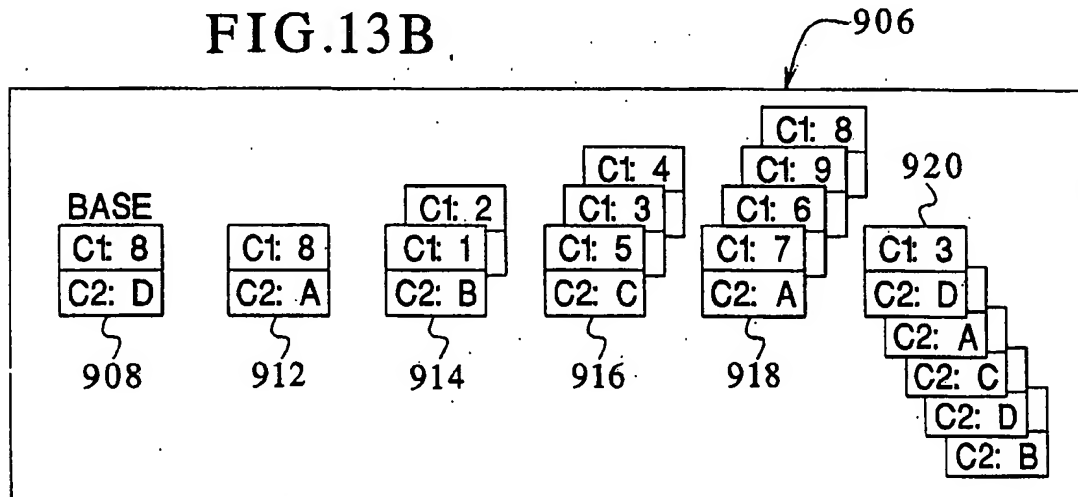 FIG.13B
906
C1: 8
C1: 4
C1: 9
920
BASE
C1: 2
C1: 3
C1: 6
C1: 8
C1: 8
C1: 1
C1: 5
C1: 7
C1: 3
C2: D
C2: A
C2: B
C2: C
C2: A
C2: D
C2: A
C2: C
C2: D
C2: B
908
912
914
916
918